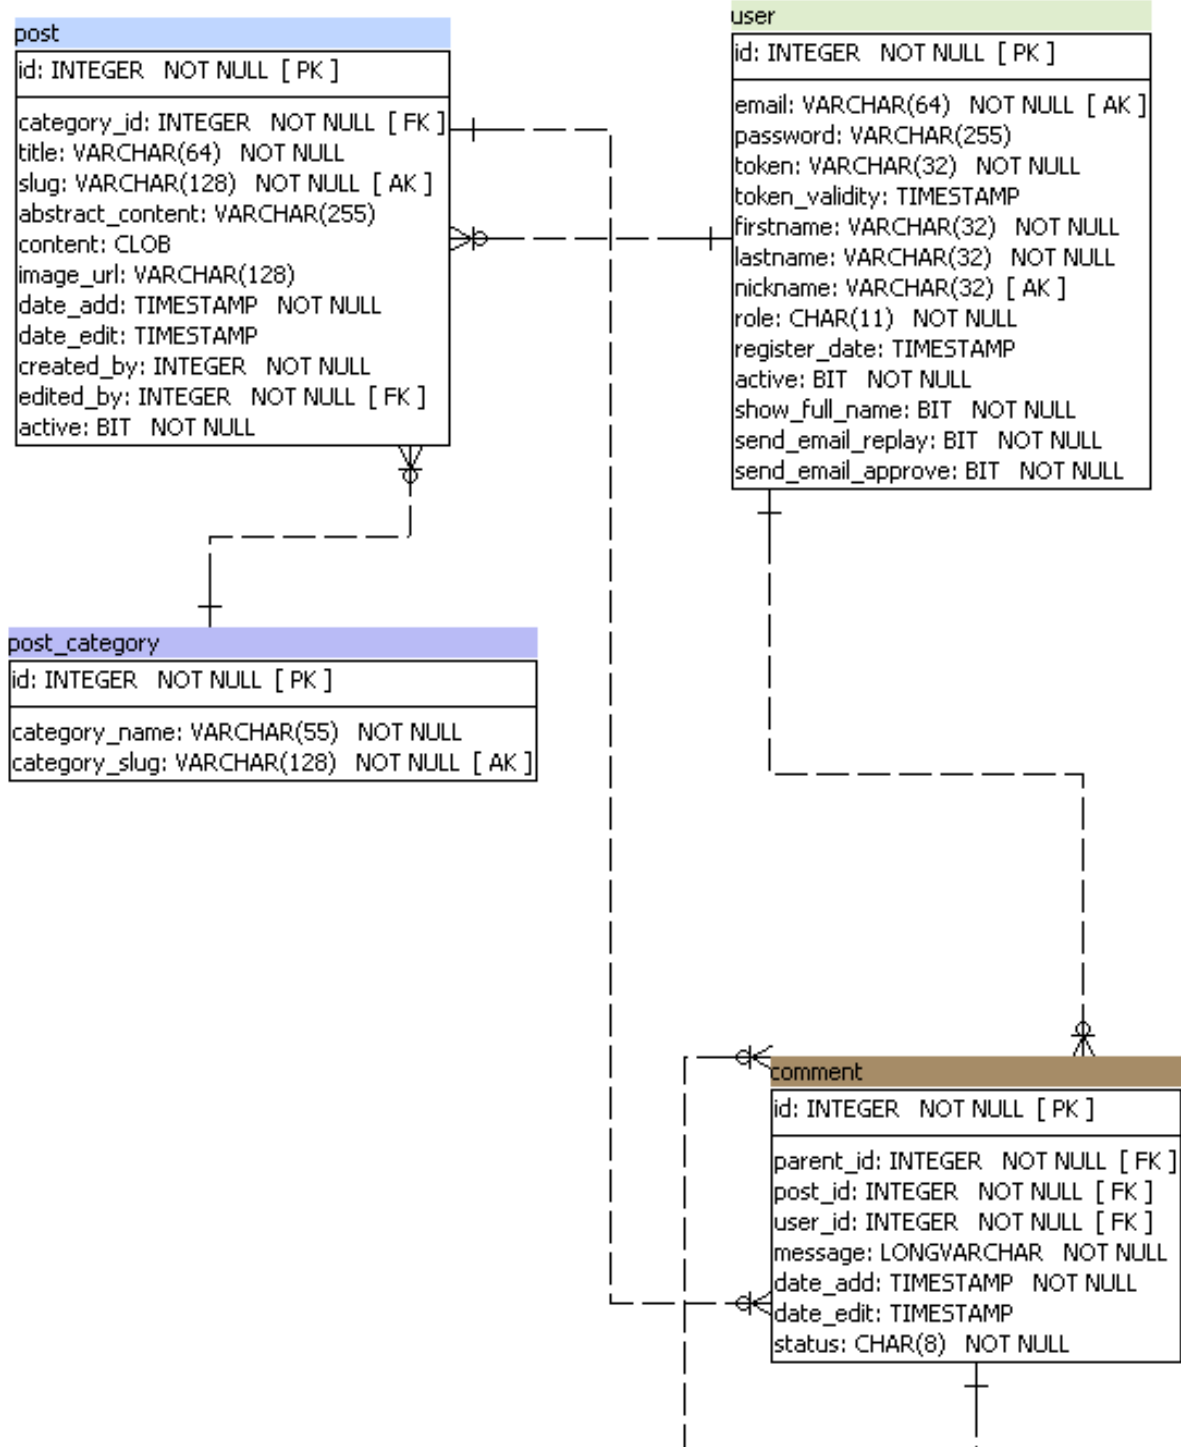 post
id: INTEGER NOT NULL [ PK ]
category_id: INTEGER NOT NULL [ FK ]
title: VARCHAR(64) NOT NULL
slug: VARCHAR(128) NOT NULL [ AK ]
abstract_content: VARCHAR(255)
content: CLOB
image_url: VARCHAR(128)
date_add: TIMESTAMP NOT NULL
date_edit: TIMESTAMP
created_by: INTEGER NOT NULL
edited_by: INTEGER NOT NULL [ FK ]
active: BIT NOT NULL
user
id: INTEGER NOT NULL [ PK ]
email: VARCHAR(64) NOT NULL [ AK ]
password: VARCHAR(255)
token: VARCHAR(32) NOT NULL
token_validity: TIMESTAMP
firstname: VARCHAR(32) NOT NULL
lastname: VARCHAR(32) NOT NULL
nickname: VARCHAR(32) [ AK ]
role: CHAR(11) NOT NULL
register_date: TIMESTAMP
active: BIT NOT NULL
show_full_name: BIT NOT NULL
send_email_replay: BIT NOT NULL
send_email_approve: BIT NOT NULL
post_category
id: INTEGER NOT NULL [ PK ]
category_name: VARCHAR(55) NOT NULL
category_slug: VARCHAR(128) NOT NULL [ AK ]
comment
id: INTEGER NOT NULL [ PK ]
parent_id: INTEGER NOT NULL [ FK ]
post_id: INTEGER NOT NULL [ FK ]
user_id: INTEGER NOT NULL [ FK ]
message: LONGVARCHAR NOT NULL
date_add: TIMESTAMP NOT NULL
date_edit: TIMESTAMP
status: CHAR(8) NOT NULL